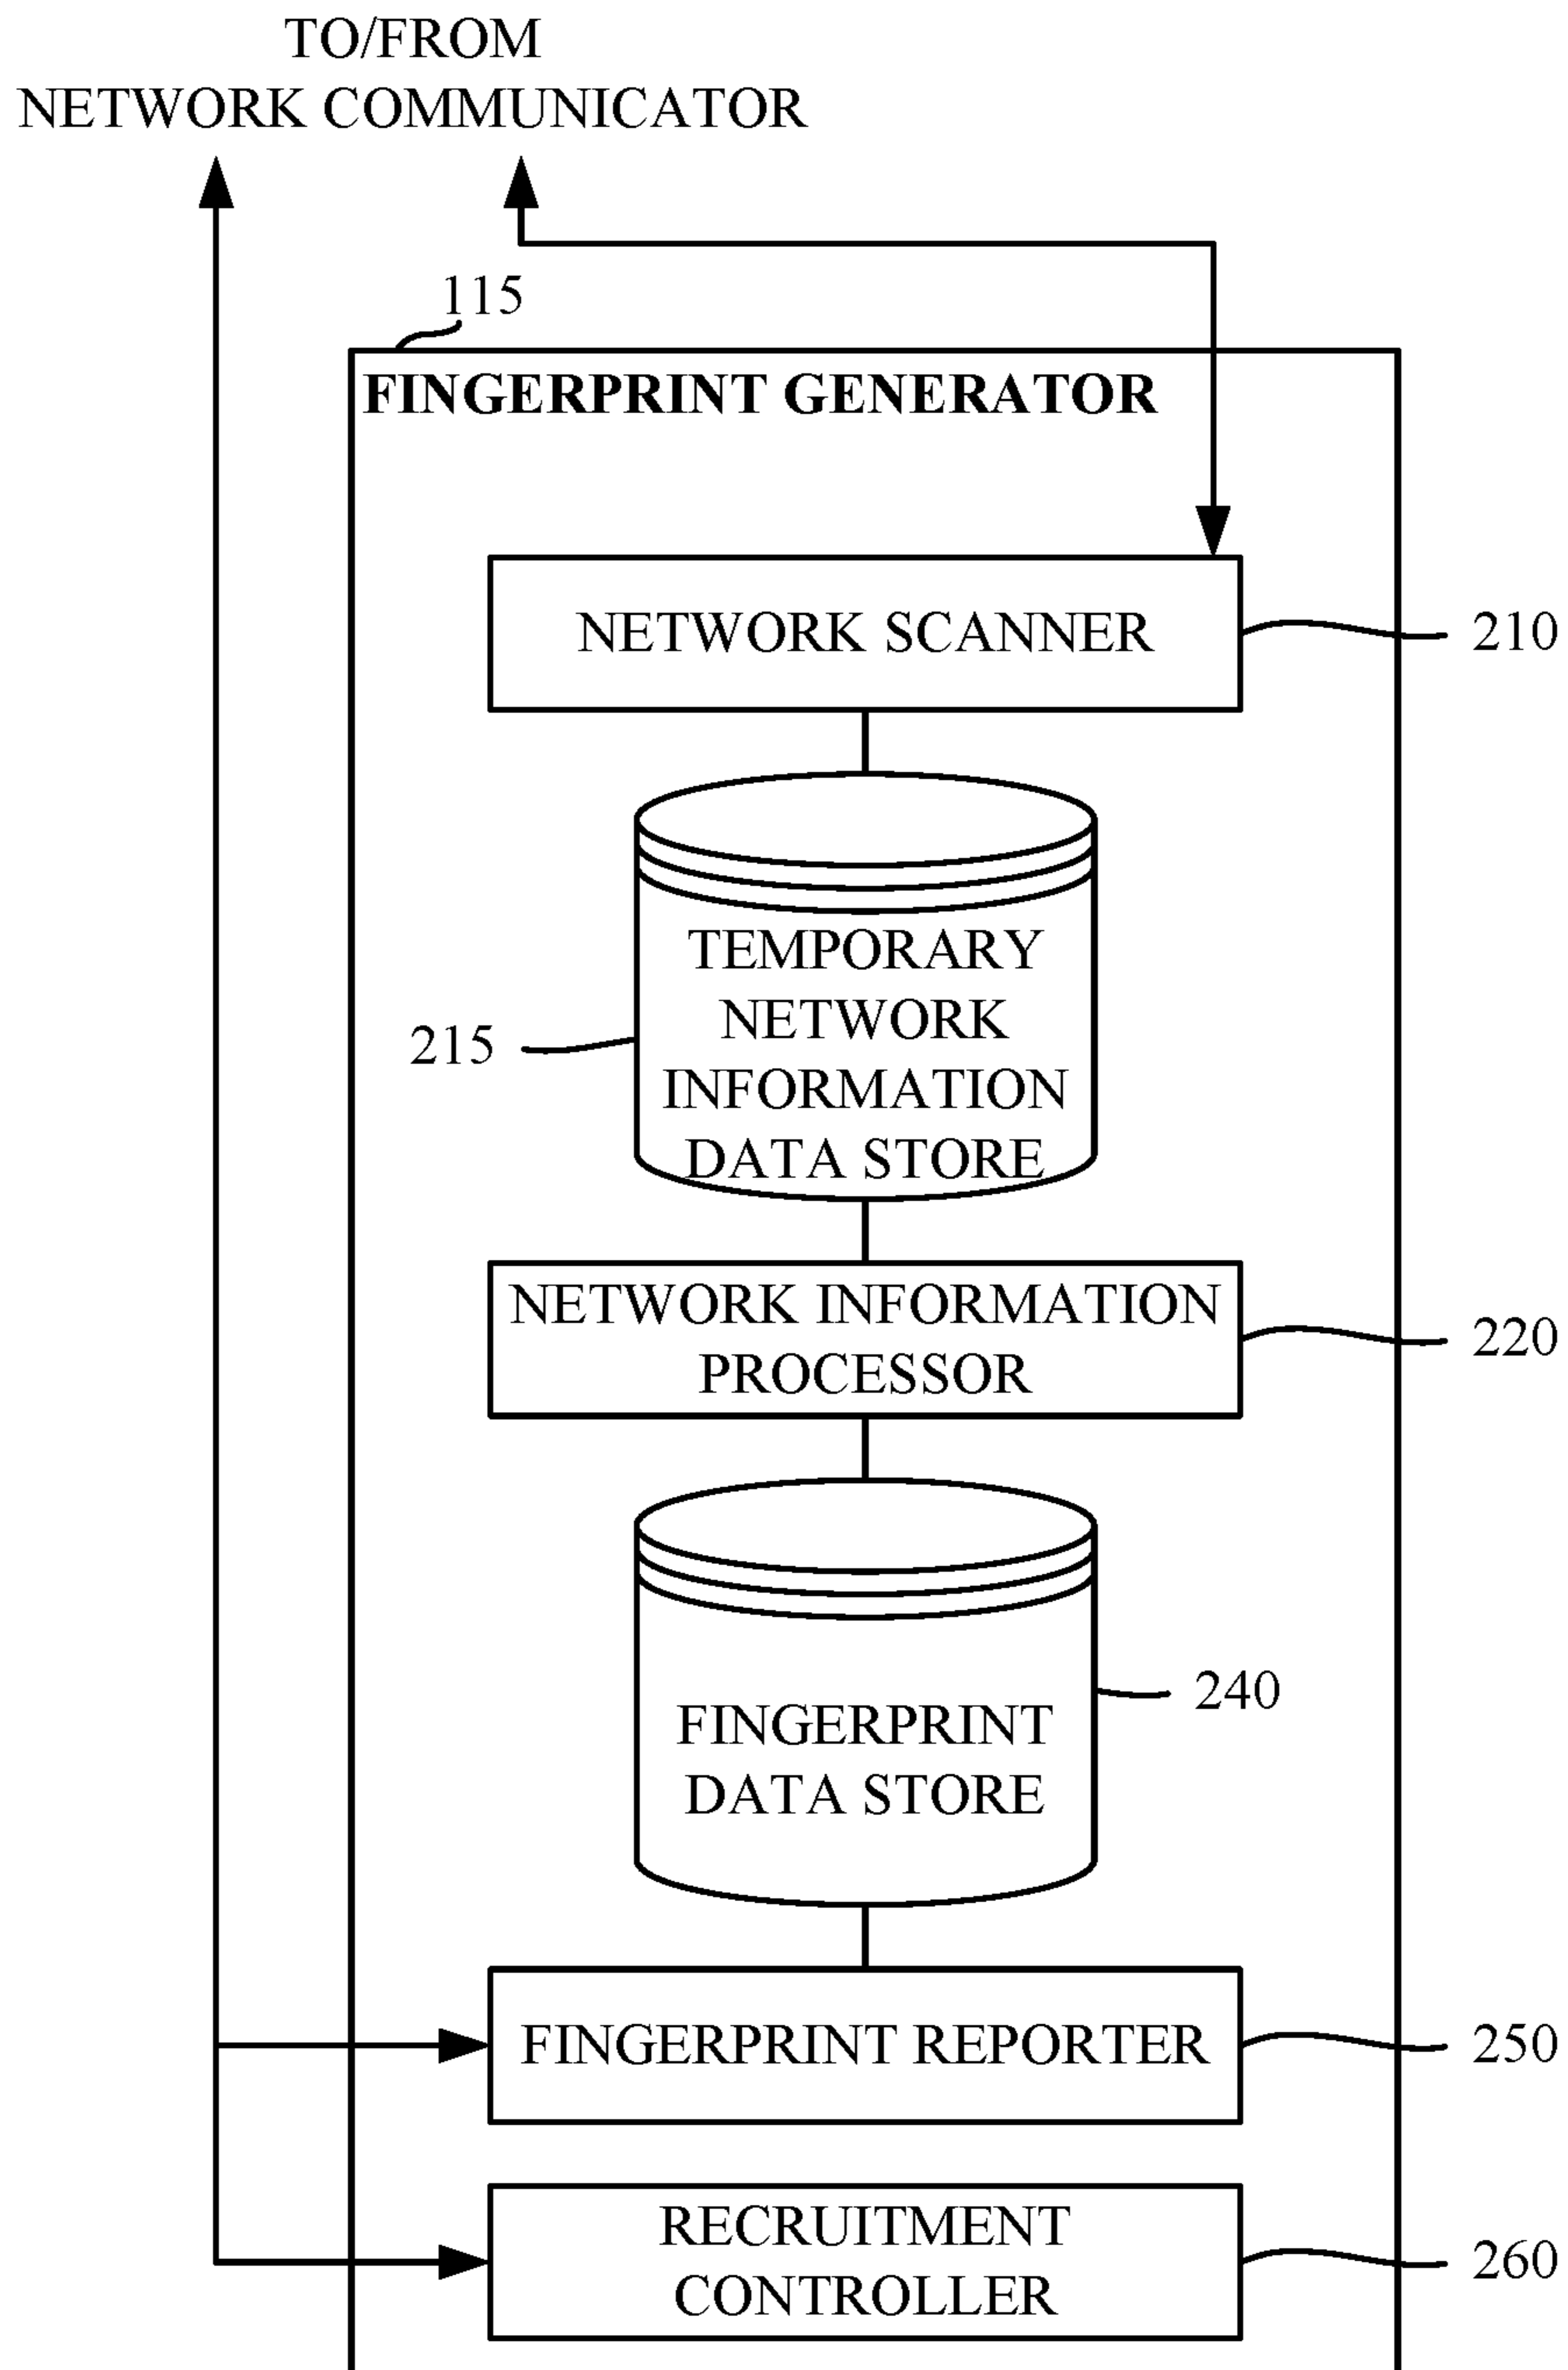 TO/FROM
NETWORK COMMUNICATOR
115
FINGERPRINT GENERATOR
NETWORK SCANNER
210
TEMPORARY
NETWORK
INFORMATION
DATA STORE
215
NETWORK INFORMATION
PROCESSOR
220
FINGERPRINT
DATA STORE
240
FINGERPRINT REPORTER
250
RECRUITMENT
CONTROLLER
260